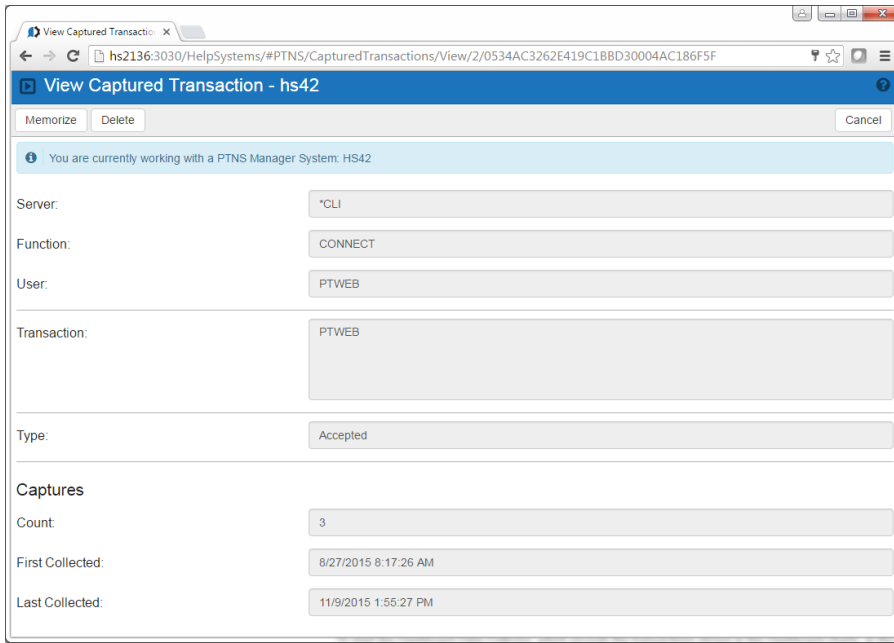 View Captured Transaction
hs2136:3030/HelpSystems/#PTNS/CapturedTransactions/View/2/0534AC3262E419C1BBD30004AC186F5F
View Captured Transaction - hs42
Memorize Delete Cancel
You are currently working with a PTNS Manager System: HS42
Server: *CLI
Function: CONNECT
User: PTWEB
Transaction: PTWEB
Type: Accepted
Captures
Count: 3
First Collected: 8/27/2015 8:17:26 AM
Last Collected: 11/9/2015 1:55:27 PM